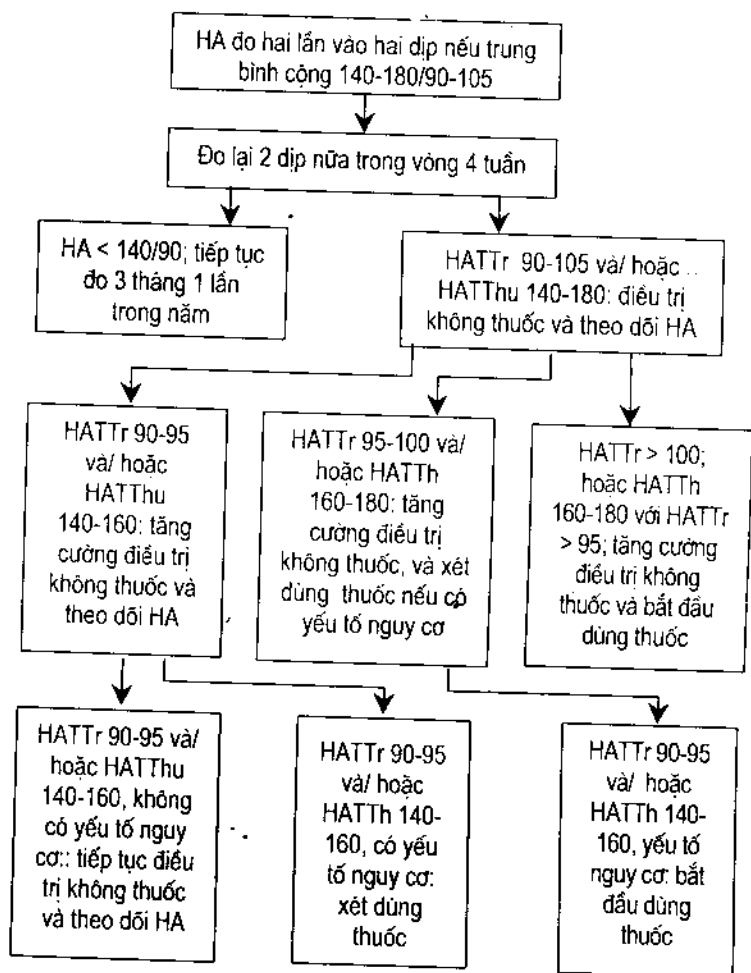 HA đo hai lần vào hai dịp nếu trung
bình cộng 140-180/90-105
Đo lại 2 dịp nữa trong vòng 4 tuần
HA < 140/90; tiếp tục
đo 3 tháng 1 lần
trong năm
HATTr 90-105 và/ hoặc ..
HATThu 140-180: điều trị
không thuốc và theo dõi HA
HATTr 90-95
và/ hoặc
HATThu
140-160: tăng
cường điều trị
không thuốc và
theo dõi HA
HATTr 95-100 và/
hoặc HATTh
160-180: tăng
cường điều trị
không thuốc, và xét
dùng thuốc nếu có
yếu tố nguy cơ
HATTr > 100;
hoặc HATTh
160-180 với HATTr
> 95; tăng cường
điều trị không
thuốc và bắt đầu
dùng thuốc
HATTr 90-95 và/
hoặc HATThu
140-160, không
có yếu tố nguy
cơ:: tiếp tục điều
trị không thuốc
và theo dõi HA
HATTr 90-95
và/ hoặc
HATTh 140-
160, có yếu
tố nguy cơ:
xét dùng
thuốc
HATTr 90-95
và/ hoặc
HATTh 140-
160, yếu tố
nguy cơ: bắt
đầu dùng
thuốc